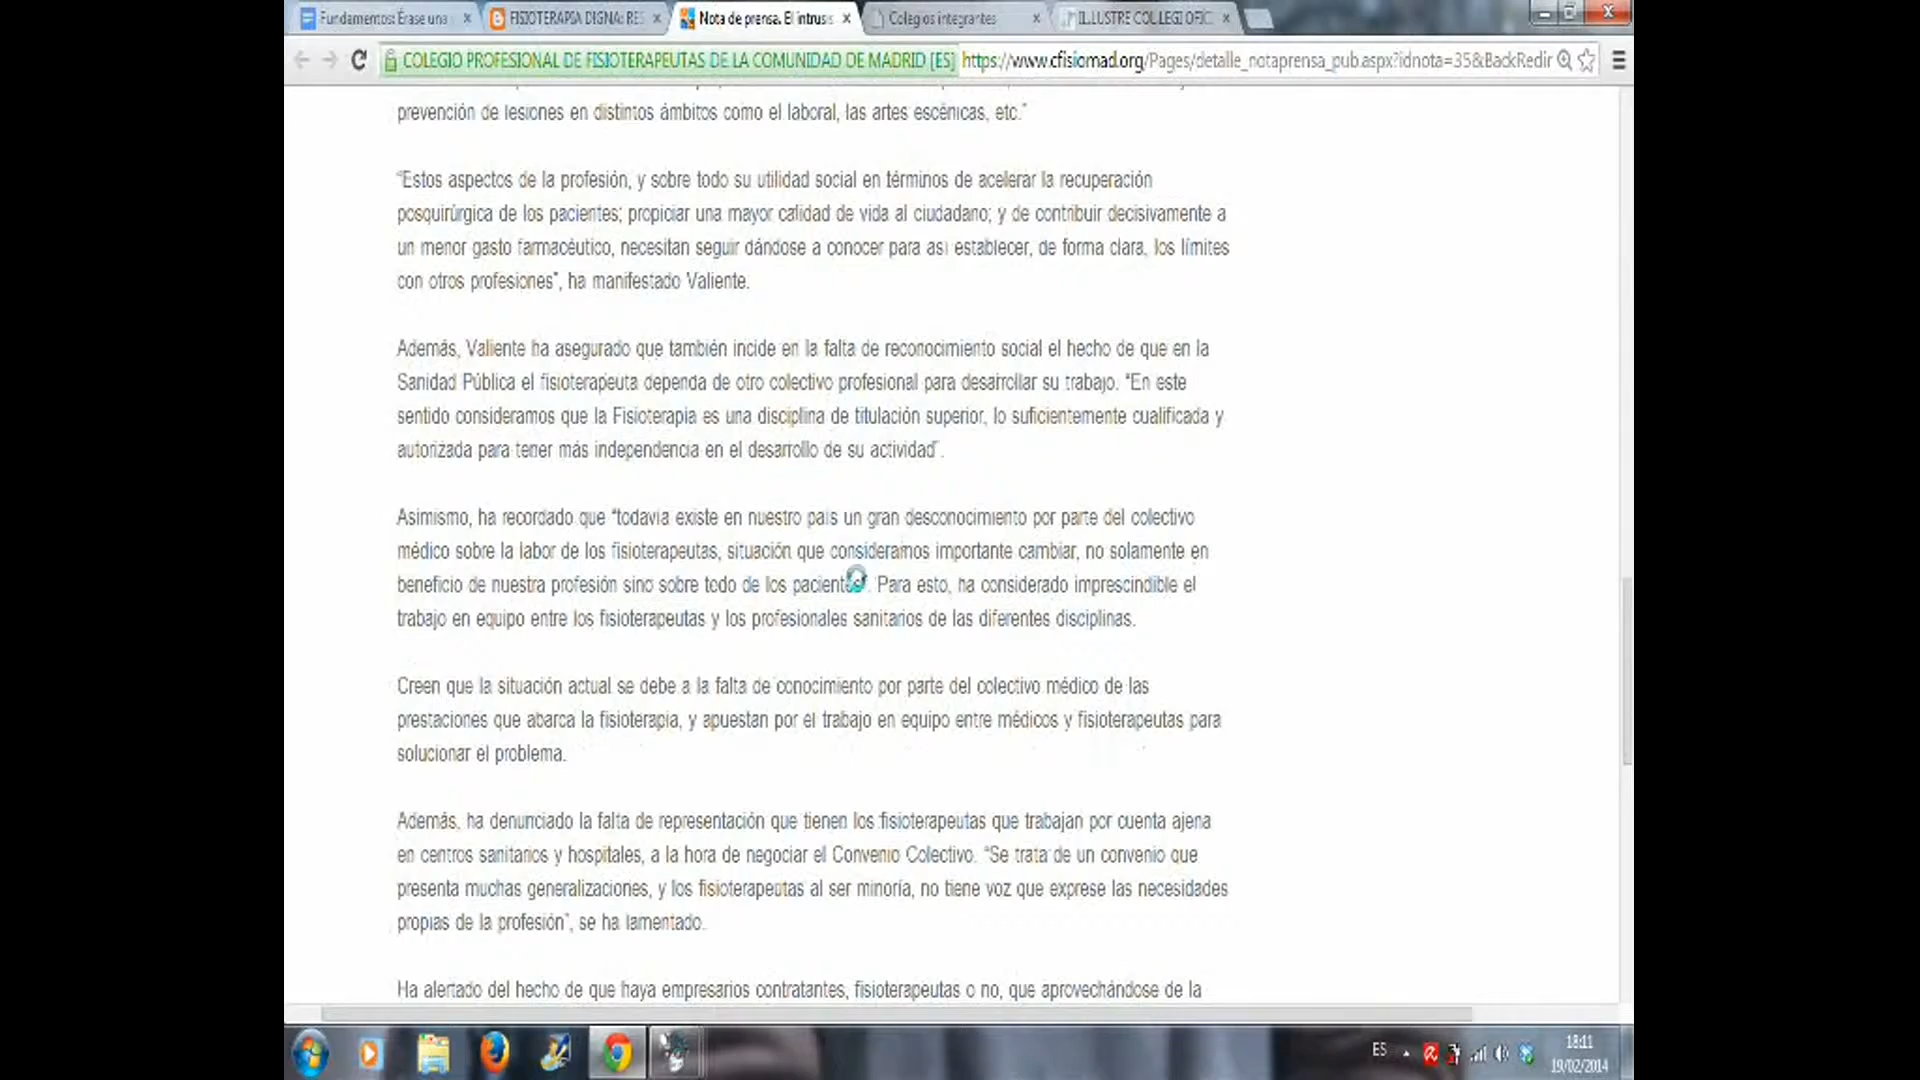 Fundamentos: Érase una
FISIOTERAPIA DIGNA: RES
Nota de prensa. El intrusis
Colegios integrantes
ILLUSTRE COL·LEGI OFIC
COLEGIO PROFESIONAL DE FISIOTERAPEUTAS DE LA COMUNIDAD DE MADRID [ES] https://www.cfisiomad.org/Pages/detalle_notaprensa_pub.aspx?idnota=35&BackRedir
prevención de lesiones en distintos ámbitos como el laboral, las artes escénicas, etc."
"Estos aspectos de la profesión, y sobre todo su utilidad social en términos de acelerar la recuperación
posquirúrgica de los pacientes; propiciar una mayor calidad de vida al ciudadano; y de contribuir decisivamente a
un menor gasto farmacéutico, necesitan seguir dándose a conocer para así establecer, de forma clara, los límites
con otros profesiones", ha manifestado Valiente.
Además, Valiente ha asegurado que también incide en la falta de reconocimiento social el hecho de que en la
Sanidad Pública el fisioterapeuta dependa de otro colectivo profesional para desarrollar su trabajo. "En este
sentido consideramos que la Fisioterapia es una disciplina de titulación superior, lo suficientemente cualificada y
autorizada para tener más independencia en el desarrollo de su actividad".
Asimismo, ha recordado que "todavía existe en nuestro país un gran desconocimiento por parte del colectivo
médico sobre la labor de los fisioterapeutas, situación que consideramos importante cambiar, no solamente en
beneficio de nuestra profesión sino sobre todo de los pacientes". Para esto, ha considerado imprescindible el
trabajo en equipo entre los fisioterapeutas y los profesionales sanitarios de las diferentes disciplinas.
Creen que la situación actual se debe a la falta de conocimiento por parte del colectivo médico de las
prestaciones que abarca la fisioterapia, y apuestan por el trabajo en equipo entre médicos y fisioterapeutas para
solucionar el problema.
Además, ha denunciado la falta de representación que tienen los fisioterapeutas que trabajan por cuenta ajena
en centros sanitarios y hospitales, a la hora de negociar el Convenio Colectivo. "Se trata de un convenio que
presenta muchas generalizaciones, y los fisioterapeutas al ser minoría, no tiene voz que exprese las necesidades
propias de la profesión", se ha lamentado.
Ha alertado del hecho de que haya empresarios contratantes, fisioterapeutas o no, que aprovechándose de la
ES
18:11
19/02/2014